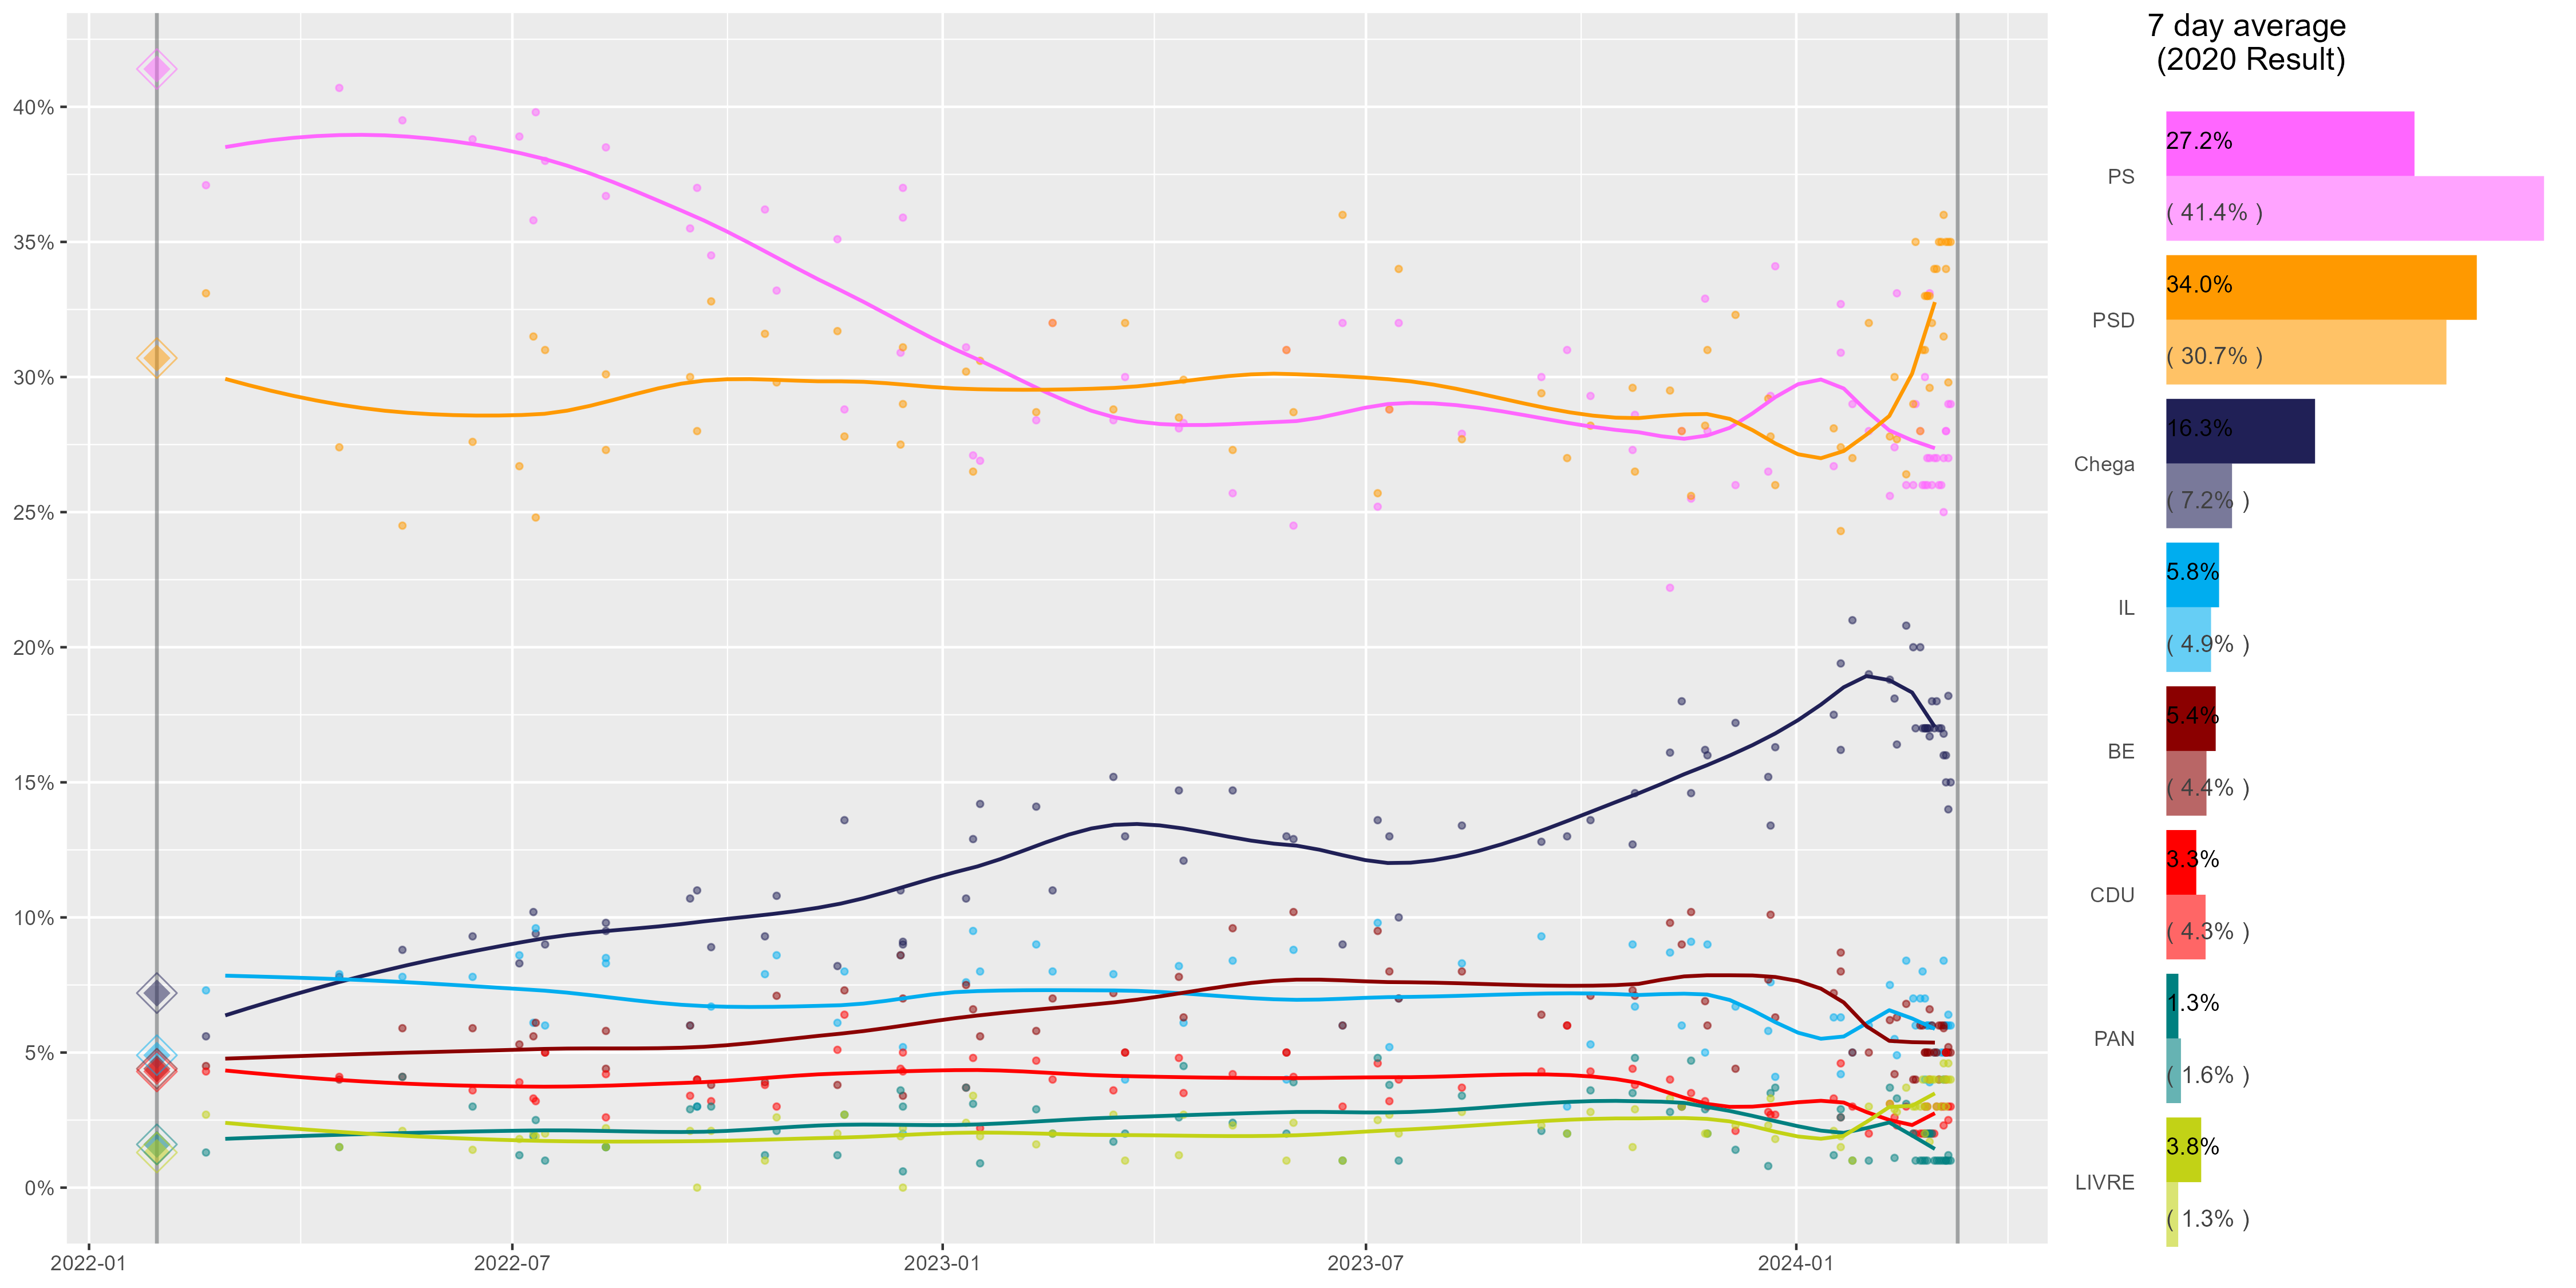 7 day average
(2020 Result)
40%
35%
30%
25%
20%
15%
10%
5%
0%
2022-01
2022-07
2023-01
2023-07
2024-01
PS
27.2%
( 41.4% )
PSD
34.0%
( 30.7% )
Chega
16.3%
( 7.2% )
IL
5.8%
( 4.9% )
BE
5.4%
( 4.4% )
CDU
3.3%
( 4.3% )
PAN
1.3%
( 1.6% )
LIVRE
3.8%
( 1.3% )